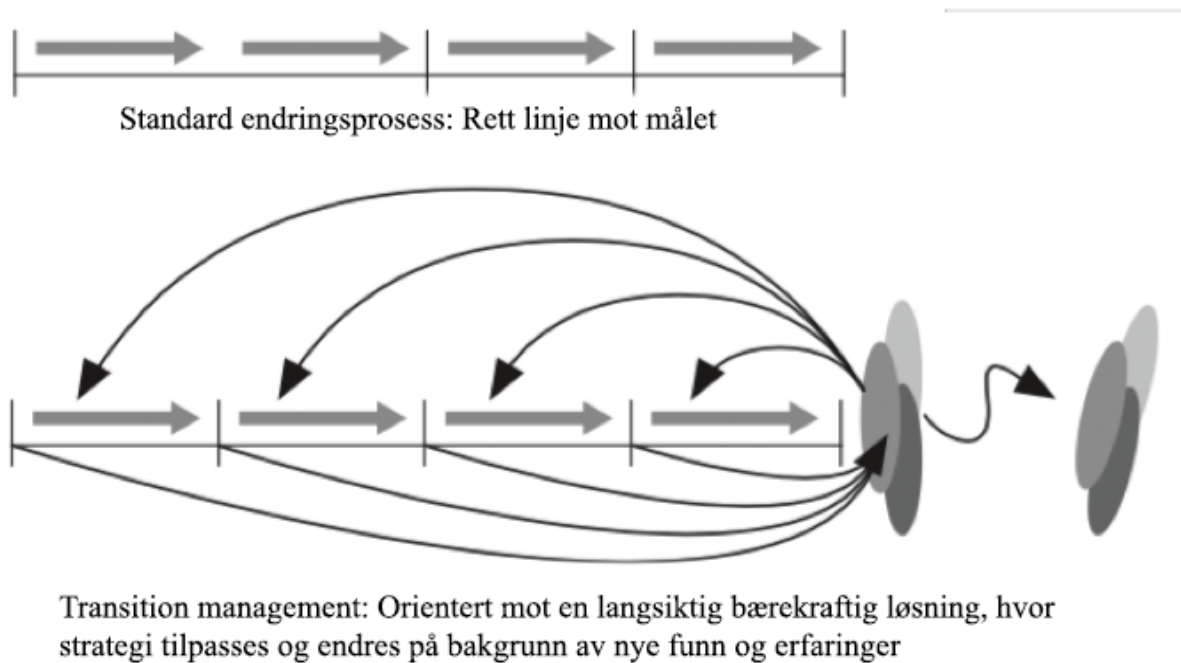 Standard endringsprosess: Rett linje mot målet
Transition management: Orientert mot en langsiktig bærekraftig løsning, hvor
strategi tilpasses og endres på bakgrunn av nye funn og erfaringer